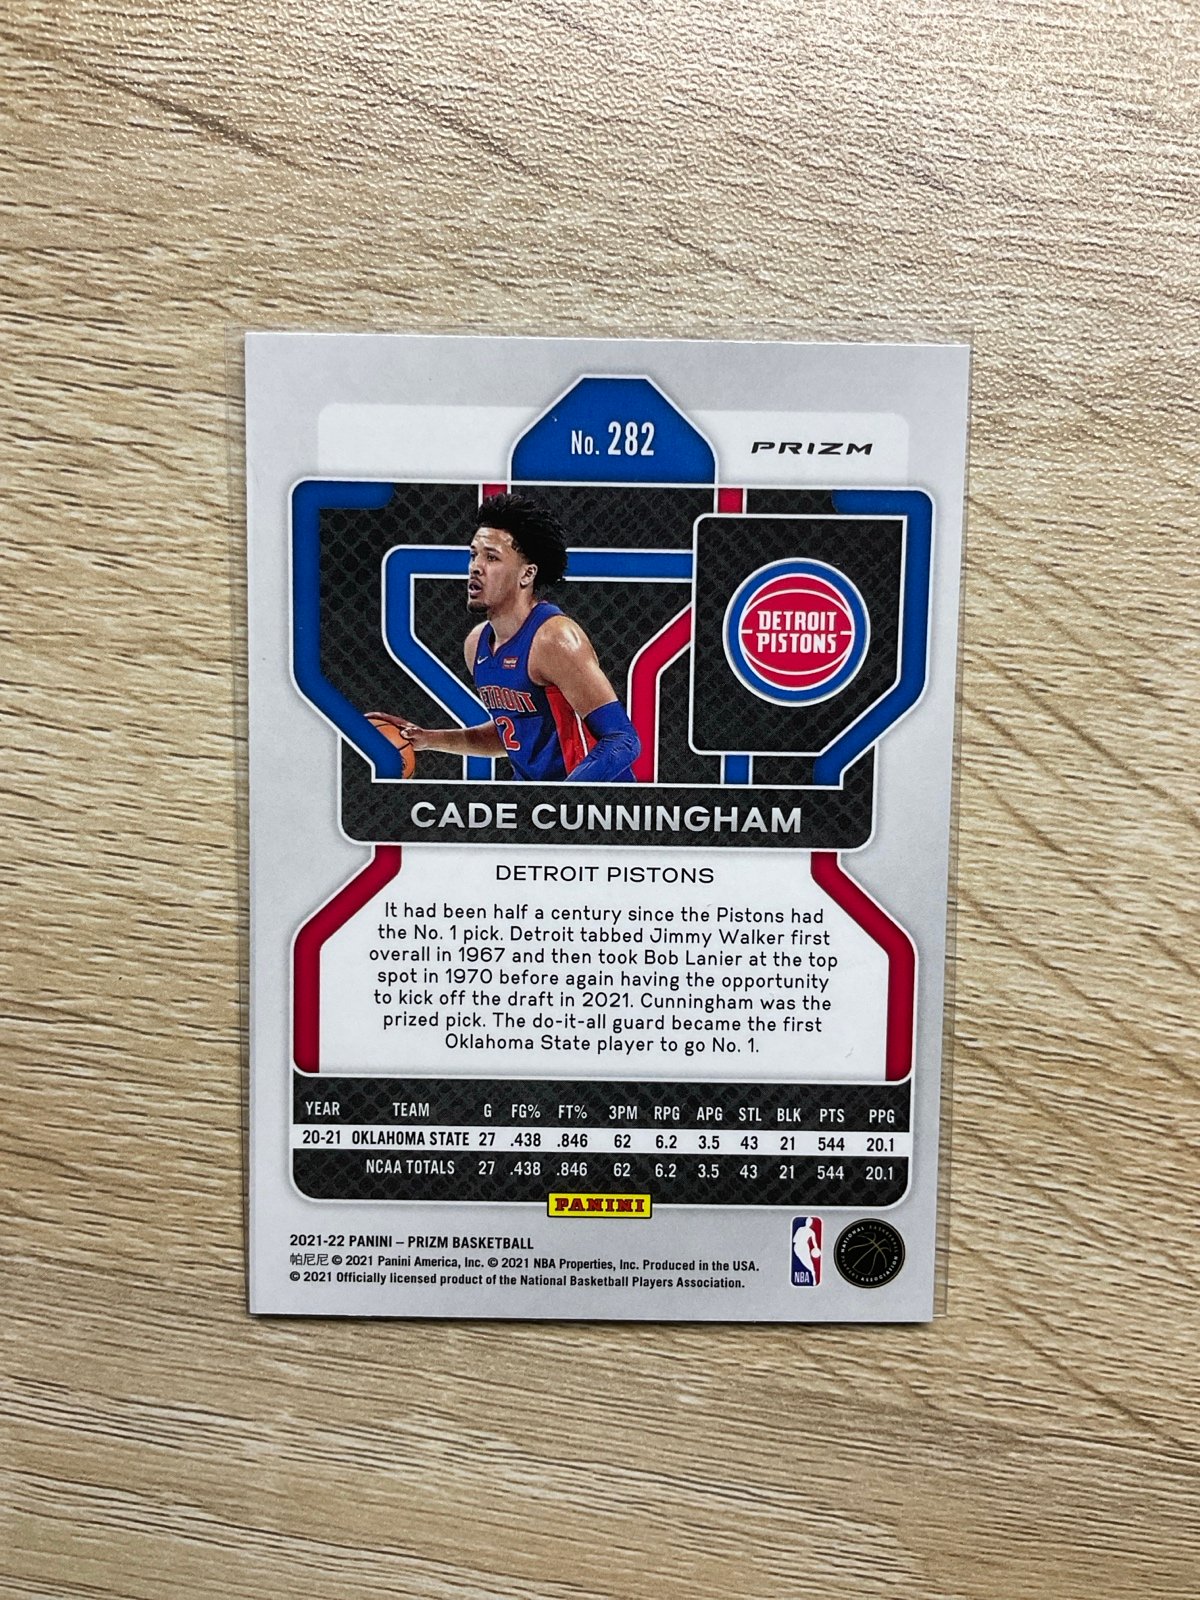 No. 282
PRIZM
DETROIT
PISTONS
DETROIT
2
CADE CUNNINGHAM
DETROIT PISTONS
It had been half a century since the Pistons had
the No. 1 pick. Detroit tabbed Jimmy Walker first
overall in 1967 and then took Bob Lanier at the top
spot in 1970 before again having the opportunity
to kick off the draft in 2021. Cunningham was the
prized pick. The do-it-all guard became the first
Oklahoma State player to go No. 1.
YEAR TEAM G FG% FT% 3PM RPG APG STL BLK PTS PPG
20-21 OKLAHOMA STATE 27 .438 .846 62 6.2 3.5 43 21 544 20.1
NCAA TOTALS 27 .438 .846 62 6.2 3.5 43 21 544 20.1
PANINI
2021-22 PANINI – PRIZM BASKETBALL
帕尼尼 © 2021 Panini America, Inc. © 2021 NBA Properties, Inc. Produced in the USA.
© 2021 Officially licensed product of the National Basketball Players Association.
NBA
NATIONAL BASKETBALL
PLAYERS ASSOCIATION